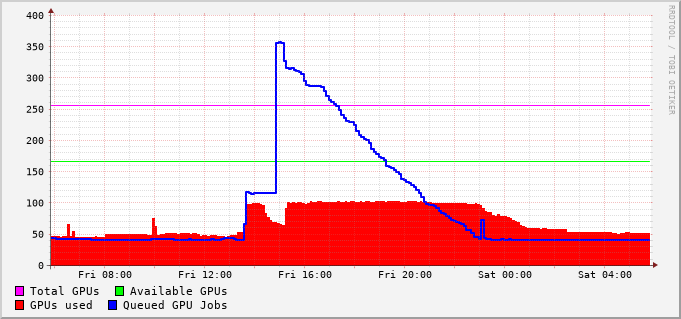 400
350
300
250
200
150
100
50
0
Fri 08:00 Fri 12:00 Fri 16:00 Fri 20:00 Sat 00:00 Sat 04:00
Total GPUs Available GPUs
GPUs used Queued GPU Jobs
RRDTOOL / TOBI OETIKER